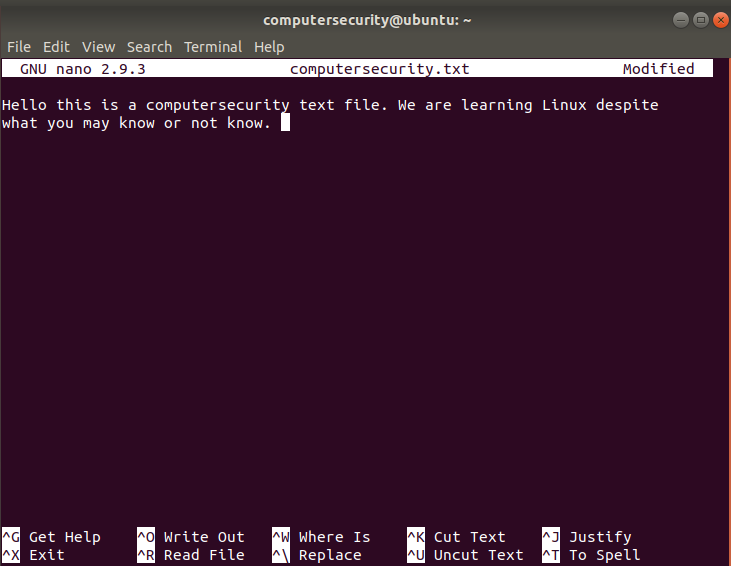 computersecurity@ubuntu: ~
File Edit View Search Terminal Help
GNU nano 2.9.3 computersecurity.txt Modified
Hello this is a computersecurity text file. We are learning Linux despite
what you may know or not know.
^G Get Help ^O Write Out ^W Where Is ^K Cut Text ^J Justify
^X Exit ^R Read File ^\ Replace ^U Uncut Text ^T To Spell